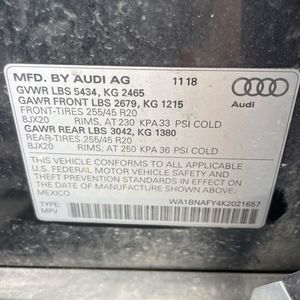 MFD. BY AUDI AG 11 18
GVWR LBS 5434, KG 2465
GAWR FRONT LBS 2679, KG 1215
FRONT-TIRES 255/45 R20
8JX20 RIMS, AT 230 KPA 33 PSI COLD
GAWR REAR LBS 3042, KG 1380
REAR-TIRES 255/45 R20
8JX20 RIMS, AT 250 KPA 36 PSI COLD
THIS VEHICLE CONFORMS TO ALL APPLICABLE
U.S. FEDERAL MOTOR VEHICLE SAFETY
AND THEFT PREVENTION STANDARDS IN EFFECT
ON THE DATE OF MANUFACTURE SHOWN ABOVE.
MEXICO
TYPE: WA1BNAFY4K2021657
MPV
Audi